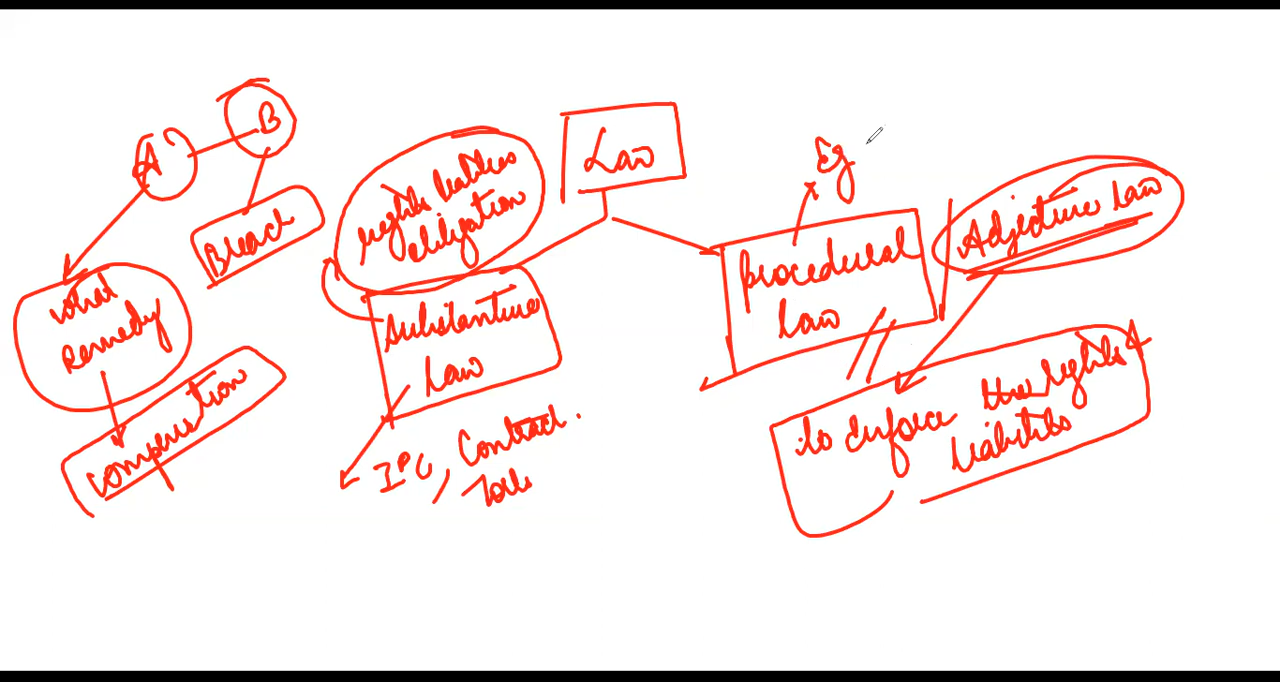 A
B
Breach
what
remedy
compensation
Law
rights liabilities
obligation
substantive
Law
IPC, Contract.
Torts
Eg
procedural
law
Adjective law
to enforce the rights &
liabilities